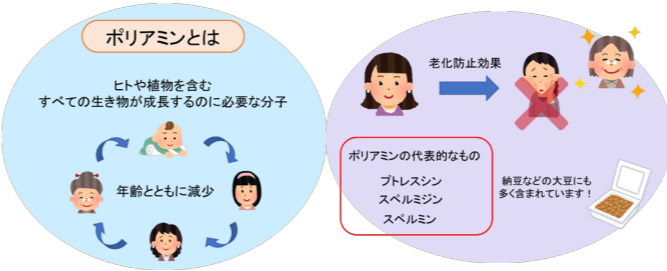 ポリアミンとは
ヒトや植物を含む
すべての生き物が成長するのに必要な分子
年齢とともに減少
老化防止効果
ポリアミンの代表的なもの
プトレスシン
スペルミジン
スペルミン
納豆などの大豆にも
多く含まれています！